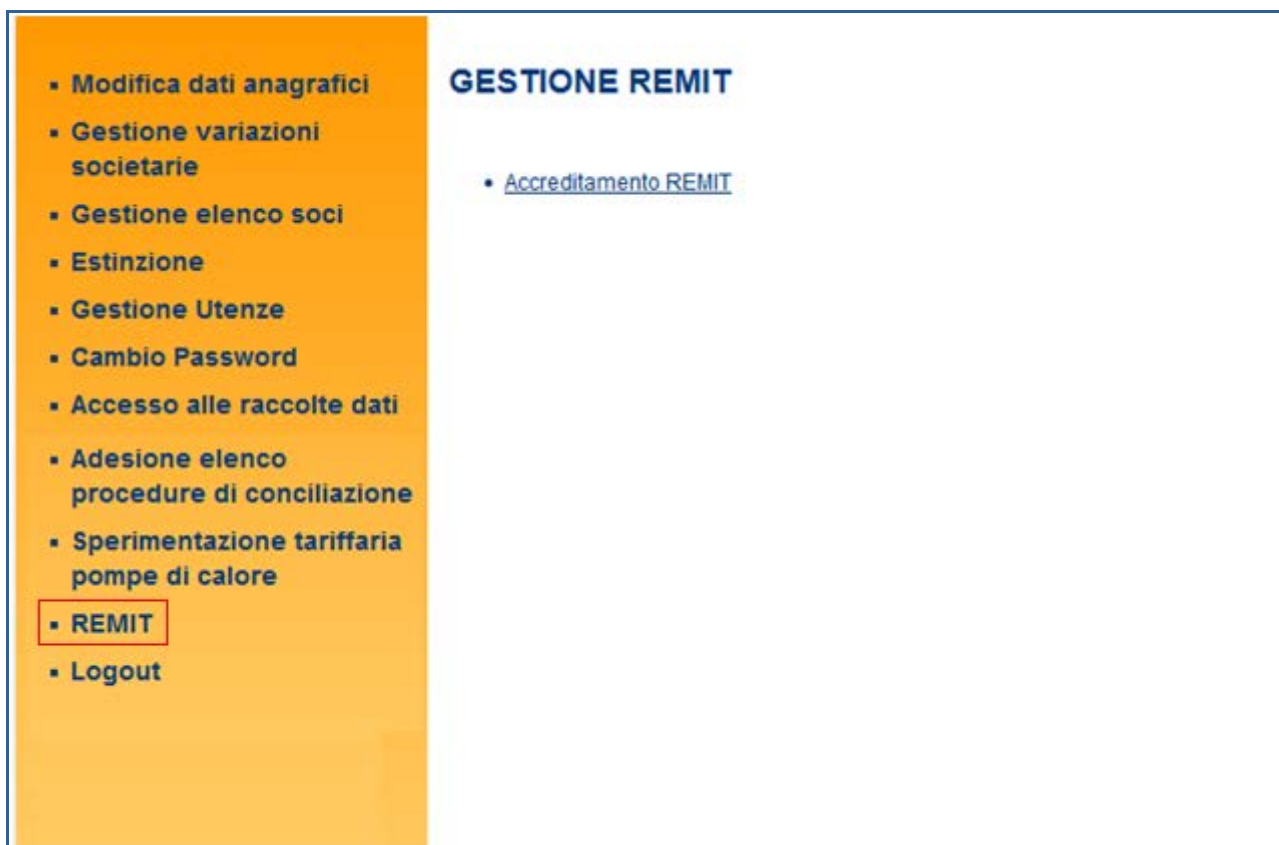 Modifica dati anagrafici
Gestione variazioni
societarie
Gestione elenco soci
Estinzione
Gestione Utenze
Cambio Password
Accesso alle raccolte dati
Adesione elenco
procedure di conciliazione
Sperimentazione tariffaria
pompe di calore
REMIT
Logout
GESTIONE REMIT
Accreditamento REMIT